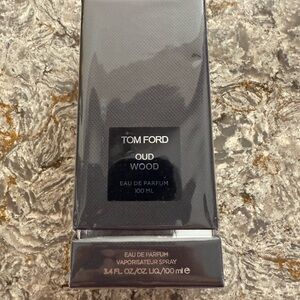 TOM FORD
OUD
WOOD
EAU DE PARFUM
100 ML
EAU DE PARFUM
VAPORISATEUR SPRAY
3.4 FL. OZ./OZ. LIQ./100 ml e